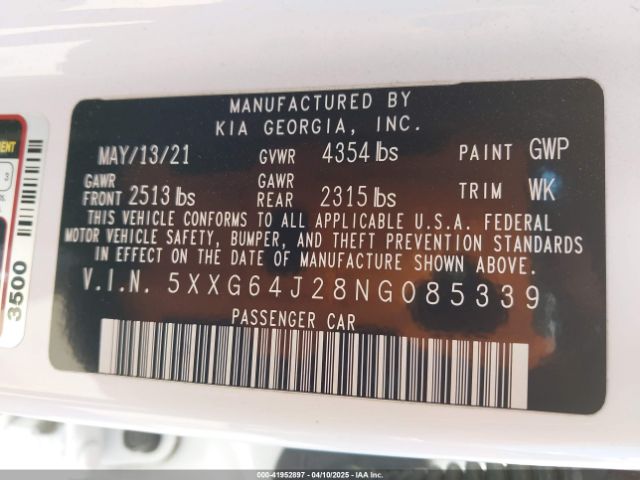 MANUFACTURED BY
KIA GEORGIA, INC.
MAY/13/21 GVWR 4354 lbs PAINT GWP
GAWR FRONT 2513 lbs GAWR REAR 2315 lbs TRIM WK
THIS VEHICLE CONFORMS TO ALL APPLICABLE U.S.A. FEDERAL
MOTOR VEHICLE SAFETY, BUMPER, AND THEFT PREVENTION STANDARDS
IN EFFECT ON THE DATE OF MANUFACTURE SHOWN ABOVE.
V.I.N. 5XXG64J28NG085339
PASSENGER CAR
3500
000-41952897 - 04/10/2025 - IAA Inc.